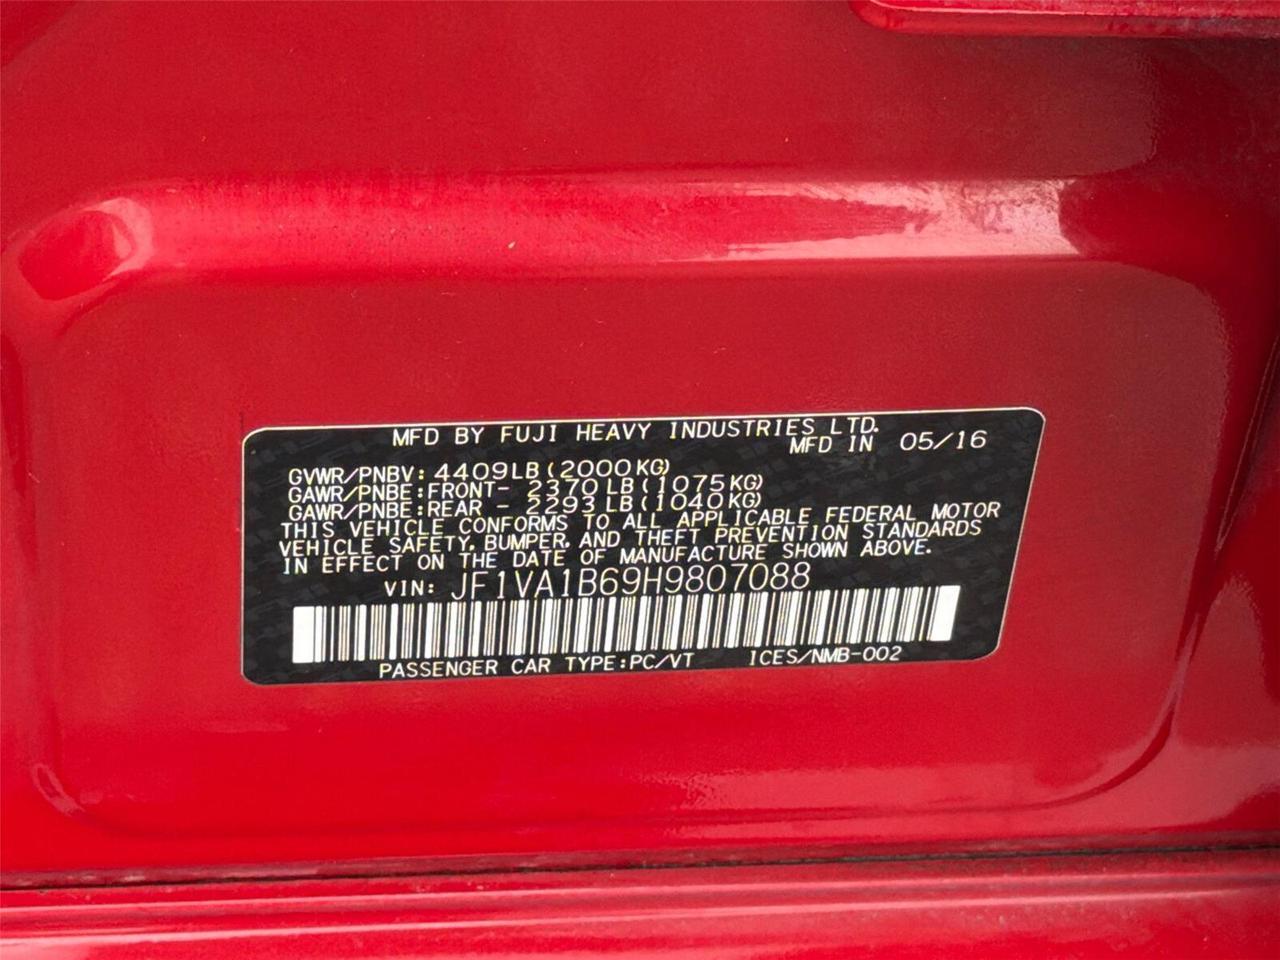 MFD BY FUJI HEAVY INDUSTRIES LTD.
MFD IN 05/16
GVWR/PNBV: 4409LB(2000KG)
GAWR/PNBE:FRONT- 2370LB(1075KG)
GAWR/PNBE:REAR - 2293LB(1040KG)
THIS VEHICLE CONFORMS TO ALL APPLICABLE FEDERAL MOTOR
VEHICLE SAFETY, BUMPER, AND THEFT PREVENTION STANDARDS
IN EFFECT ON THE DATE OF MANUFACTURE SHOWN ABOVE.
VIN: JF1VA1B69H9807088
PASSENGER CAR TYPE:PC/VT ICES/NMB-002